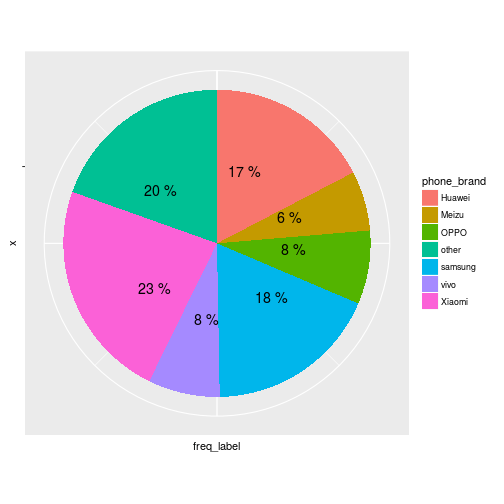 phone_brand
Huawei
Meizu
OPPO
other
samsung
vivo
Xiaomi
17 %
6 %
8 %
18 %
8 %
23 %
20 %
x
freq_label